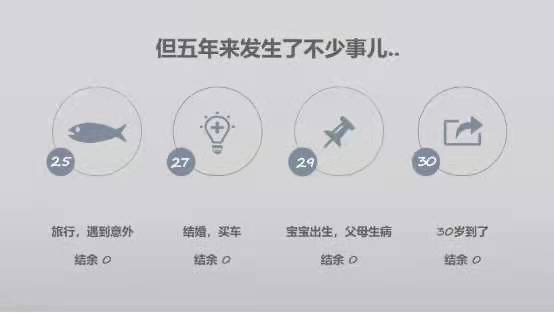 但五年来发生了不少事儿..
25
27
29
30
旅行，遇到意外
结婚，买车
宝宝出生，父母生病
30岁到了
结余 0
结余 0
结余 0
结余 0